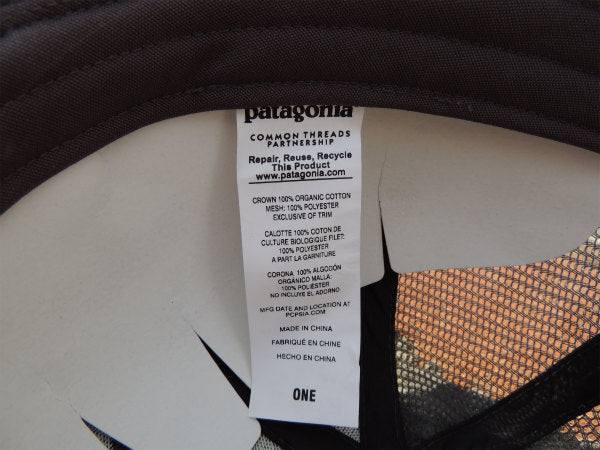 patagonia
COMMON THREADS
PARTNERSHIP
Repair, Reuse, Recycle
This Product
www.patagonia.com
CROWN 100% ORGANIC COTTON
MESH: 100% POLYESTER
EXCLUSIVE OF TRIM
CALOTTE 100% COTON DE
CULTURE BIOLOGIQUE FILET:
100% POLYESTER
A PART LA GARNITURE
CORONA 100% ALGODÓN
ORGÁNICO MALLA:
100% POLIÉSTER
NO INCLUYE EL ADORNO
MFG DATE AND LOCATION AT
PCPSIA.COM
MADE IN CHINA
FABRIQUÉ EN CHINE
HECHO EN CHINA
ONE